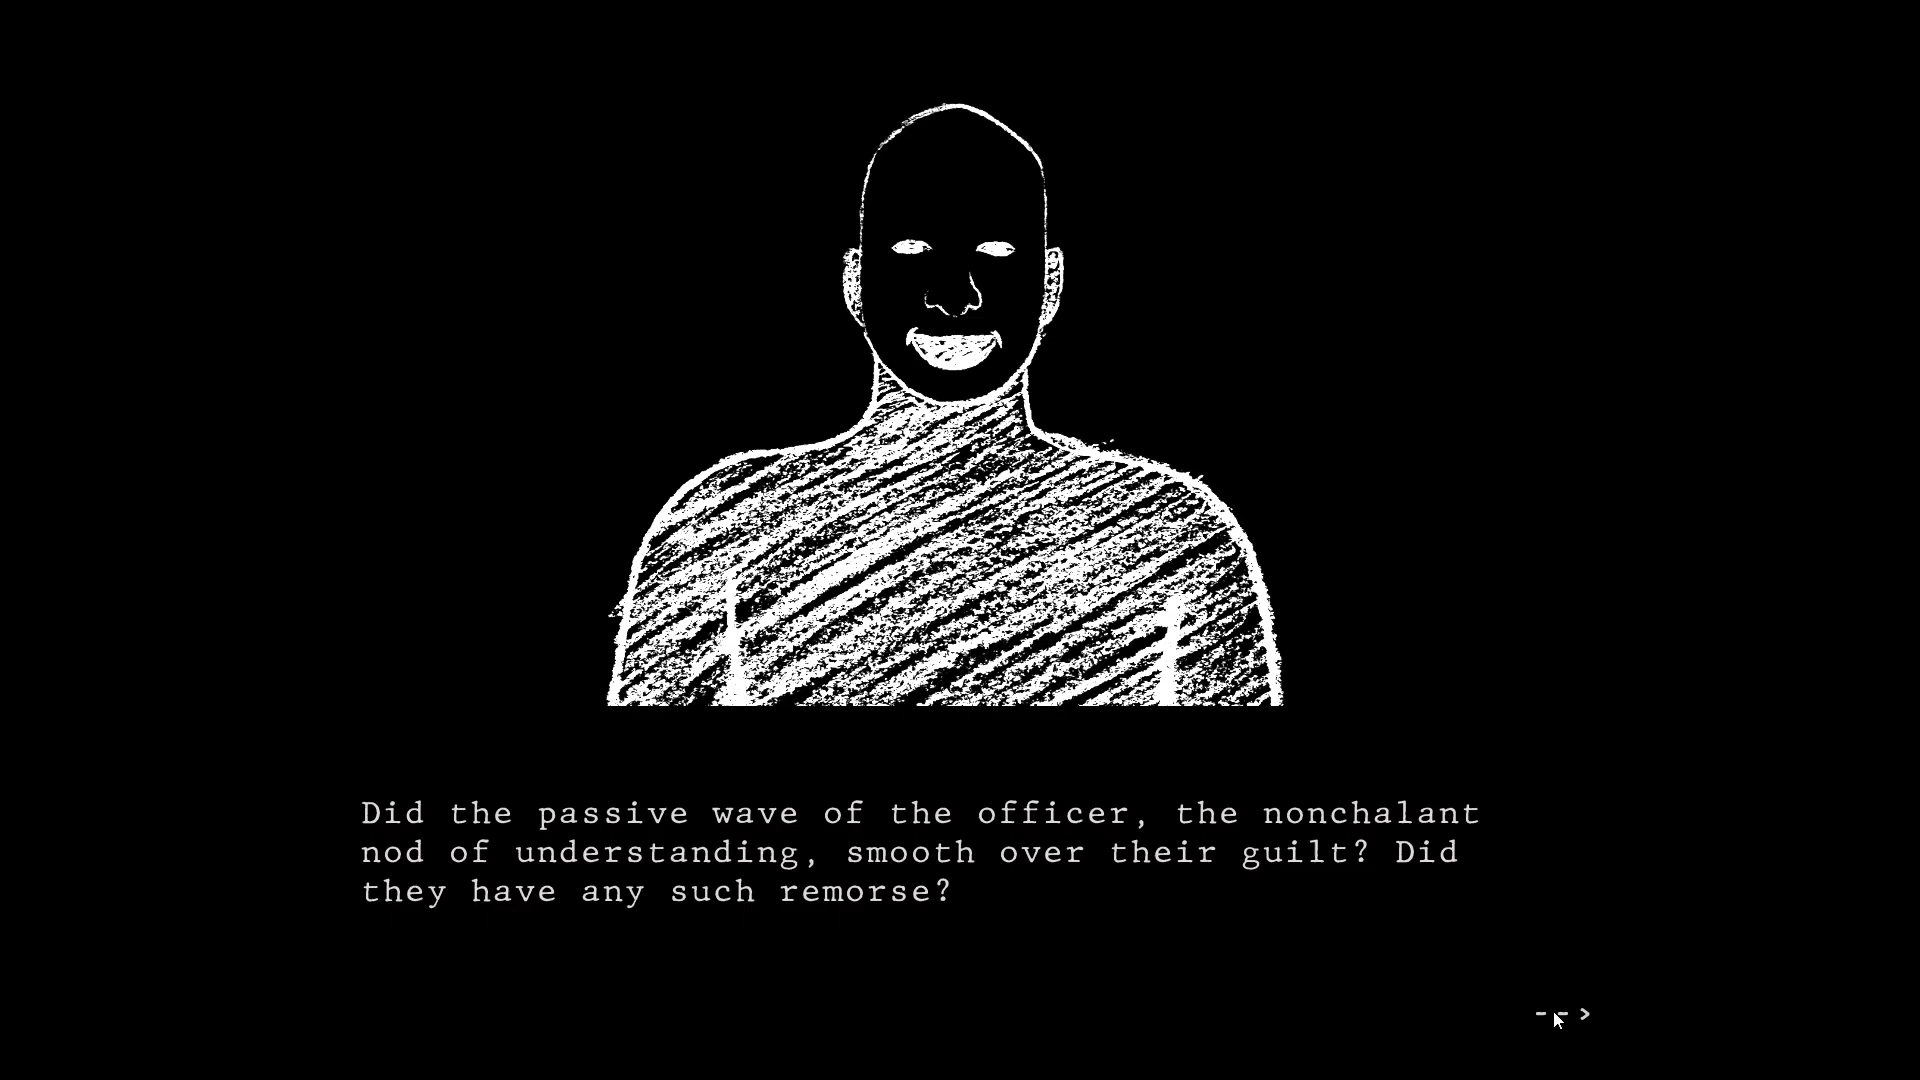 Did the passive wave of the officer, the nonchalant
nod of understanding, smooth over their guilt? Did
they have any such remorse?
-->